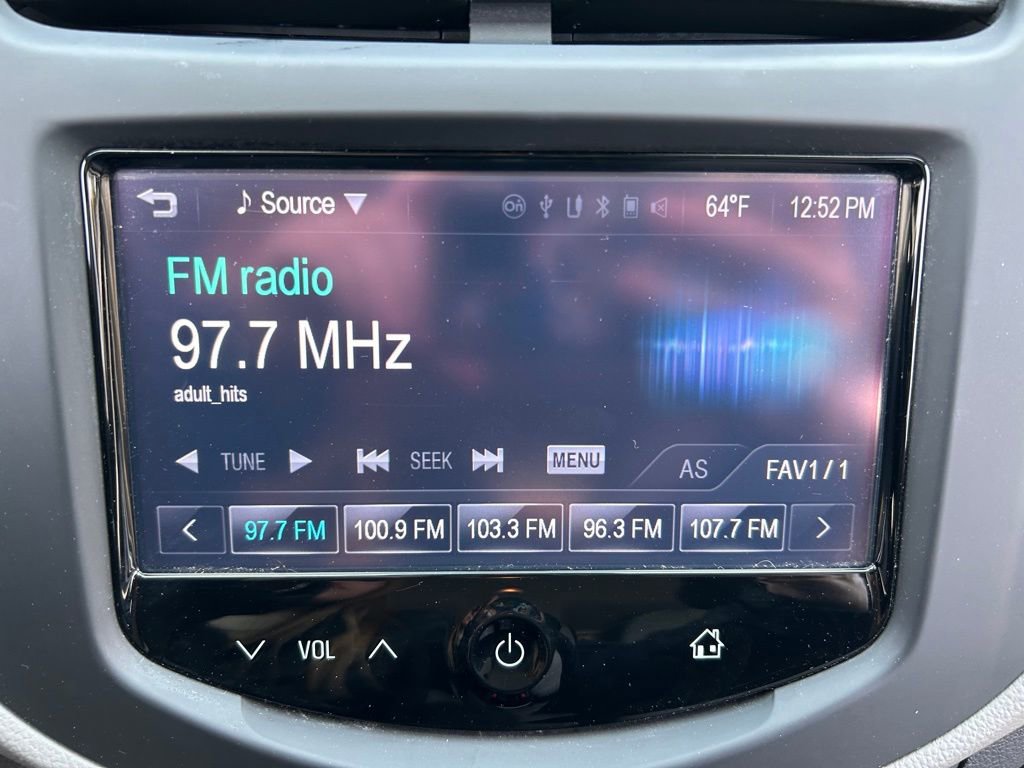 Source On 64°F 12:52 PM
FM radio
97.7 MHz
adult_hits
TUNE SEEK MENU AS FAV1/1
< 97.7 FM 100.9 FM 103.3 FM 96.3 FM 107.7 FM >
VOL